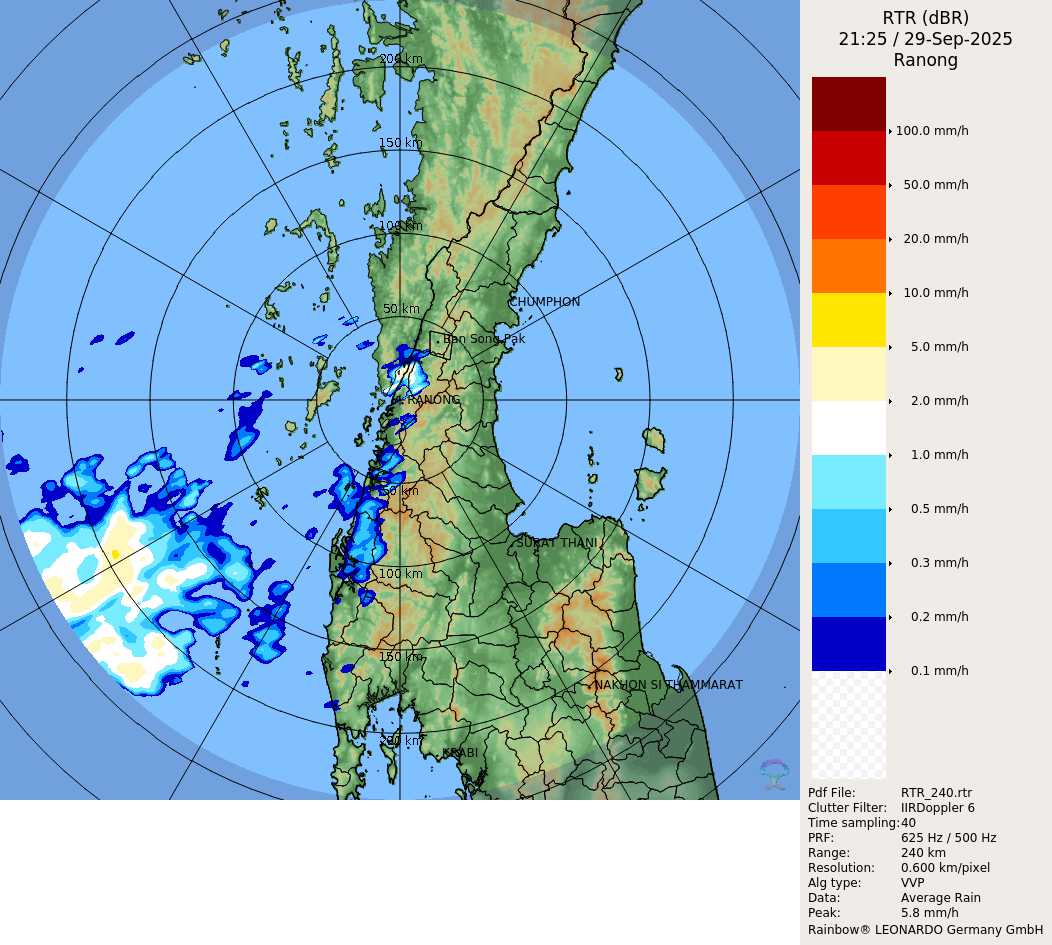 RTR (dBR)
21:25 / 29-Sep-2025
Ranong
200 km
150 km
100 km
50 km
CHUMPHON
Ban Song Pak
RANONG
50 km
SURAT THANI
100 km
150 km
NAKHON SI THAMMARAT
200 km
KRABI
100.0 mm/h
50.0 mm/h
20.0 mm/h
10.0 mm/h
5.0 mm/h
2.0 mm/h
1.0 mm/h
0.5 mm/h
0.3 mm/h
0.2 mm/h
0.1 mm/h
Pdf File: RTR_240.rtr
Clutter Filter: IIRDoppler 6
Time sampling: 40
PRF: 625 Hz / 500 Hz
Range: 240 km
Resolution: 0.600 km/pixel
Alg type: VVP
Data: Average Rain
Peak: 5.8 mm/h
Rainbow® LEONARDO Germany GmbH